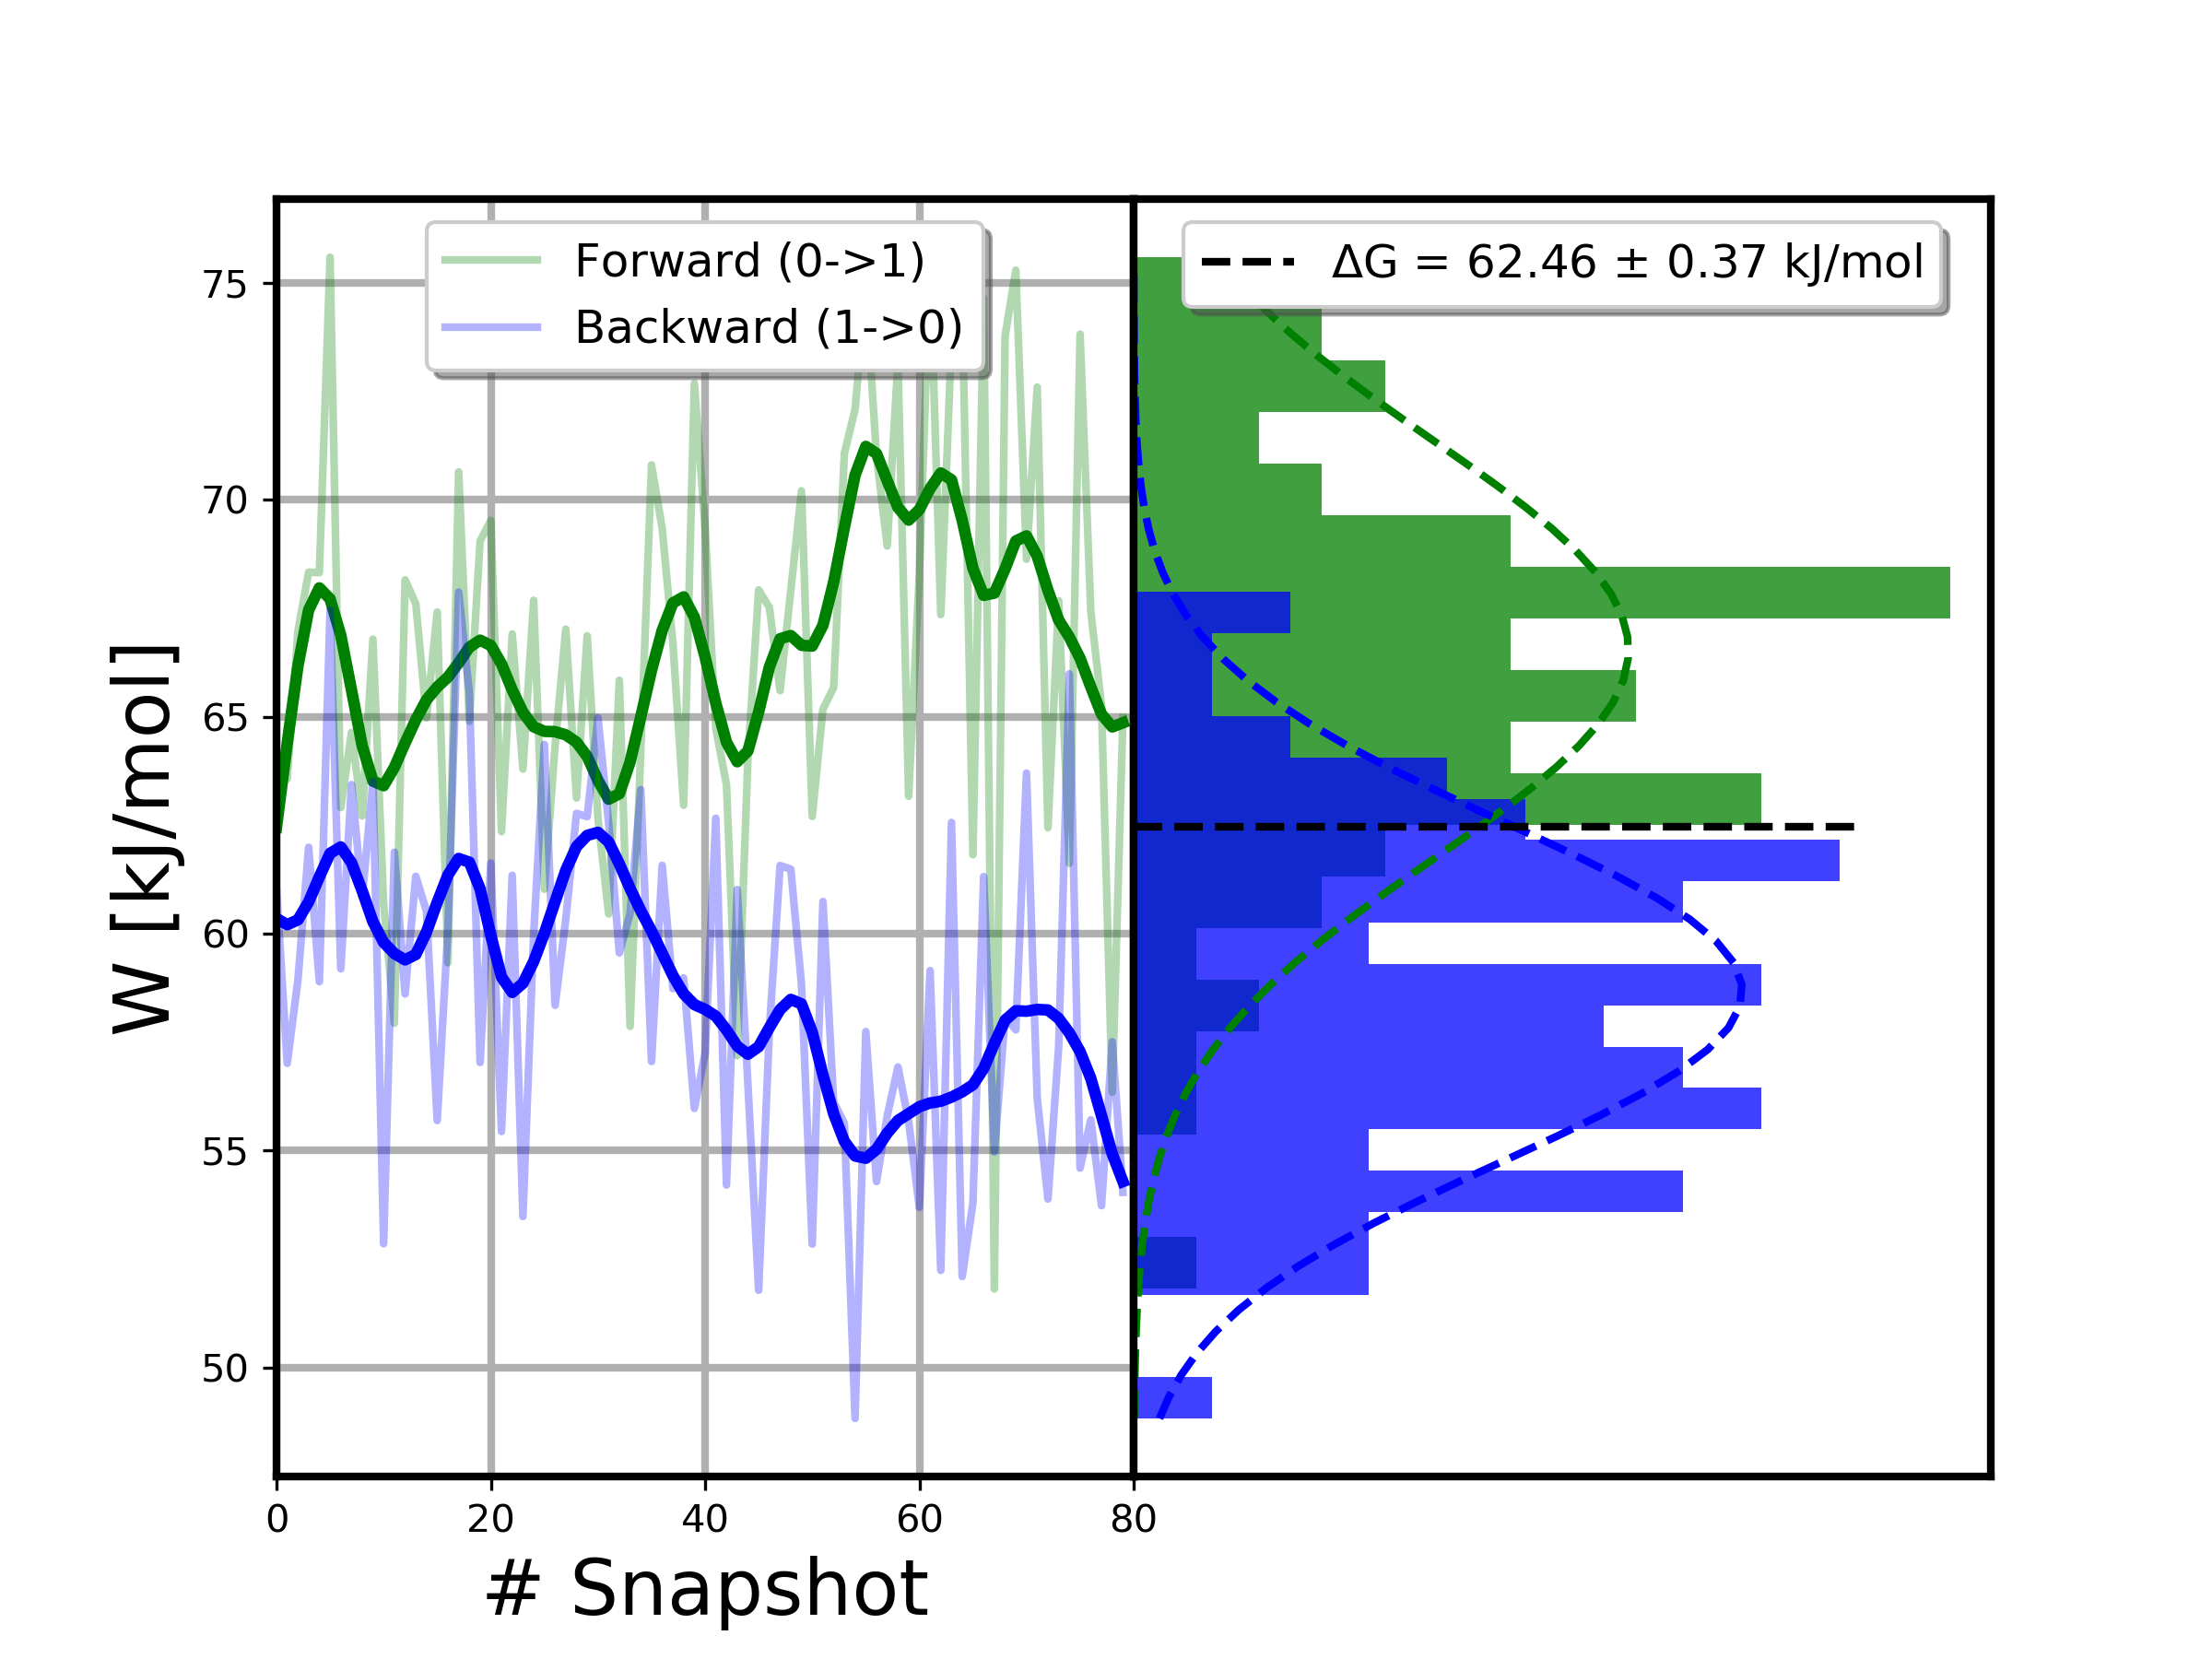 Forward (0->1)
Backward (1->0)
ΔG = 62.46 ± 0.37 kJ/mol
75
70
65
60
55
50
W [kJ/mol]
0 20 40 60 80
# Snapshot